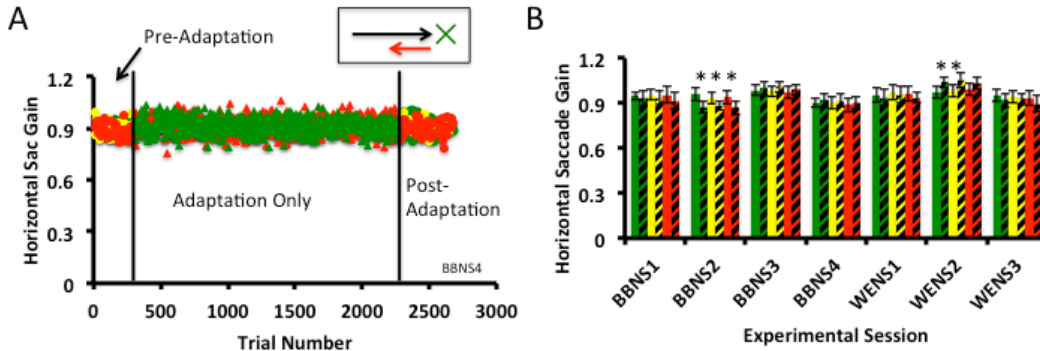 A
Pre-Adaptation
Horizontal Sac Gain
1.2
0.9
0.6
0.3
0
Adaptation Only
Post-
Adaptation
BBNS4
0 500 1000 1500 2000 2500 3000
Trial Number
B
Horizontal Saccade Gain
1.2
0.9
0.6
0.3
0
* * *
* *
BBNS1 BBNS2 BBNS3 BBNS4 WENS1 WENS2 WENS3
Experimental Session